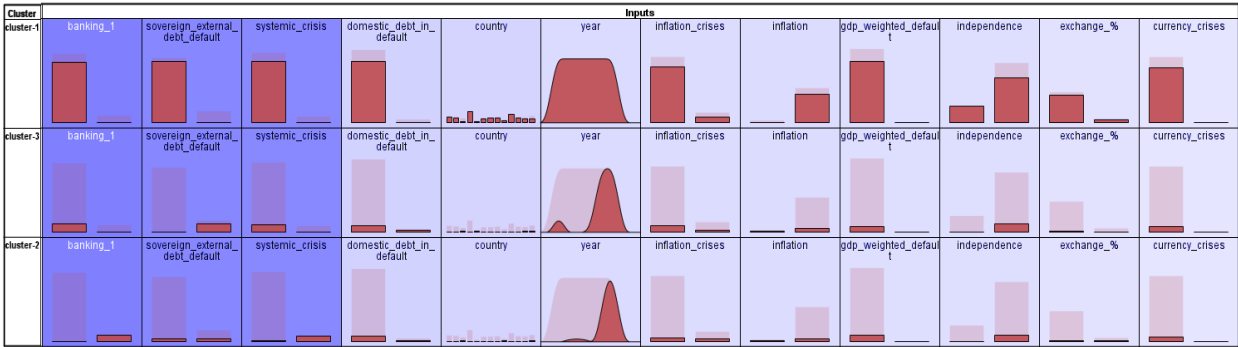 Cluster Inputs
cluster-1 banking_1 sovereign_external_ systemic_crisis domestic_debt_in_ country year inflation_crises inflation gdp_weighted_defaul independence exchange_% currency_crises
debt_default default t
cluster-3 banking_1 sovereign_external_ systemic_crisis domestic_debt_in_ country year inflation_crises inflation gdp_weighted_defaul independence exchange_% currency_crises
debt_default default t
cluster-2 banking_1 sovereign_external_ systemic_crisis domestic_debt_in_ country year inflation_crises inflation gdp_weighted_defaul independence exchange_% currency_crises
debt_default default t